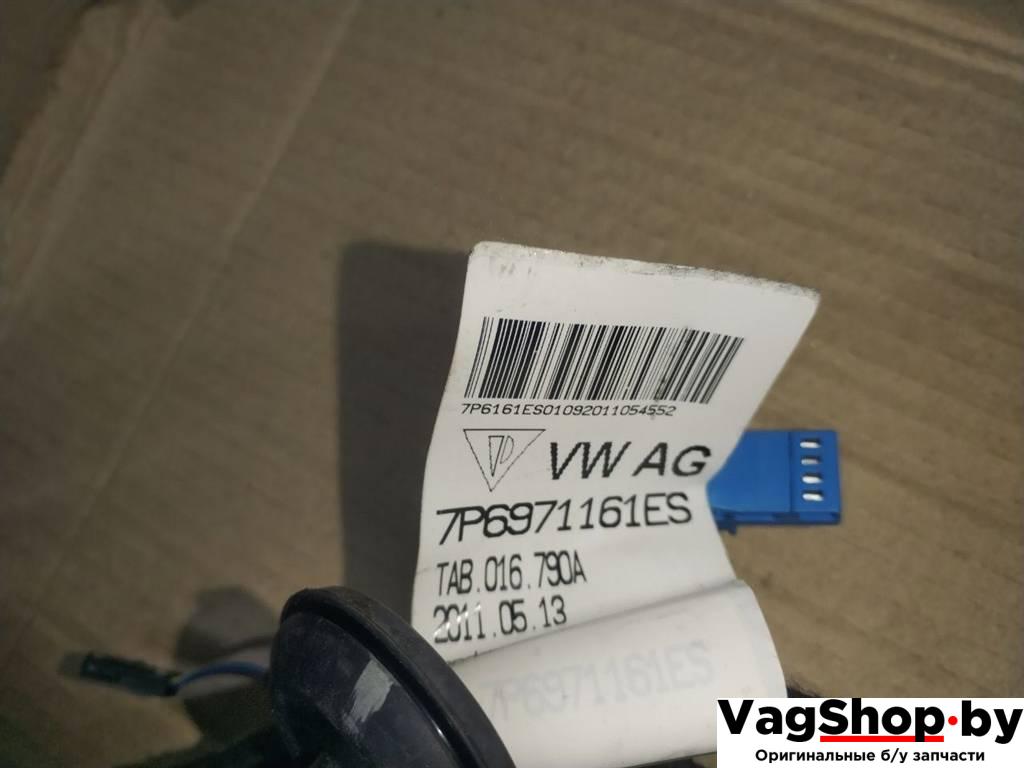 7P6161ES01092011054552
VW AG
7P6971161ES
TAB.016.790A
2011.05.13
7P6971161ES
VagShop.by
Оригинальные б/у запчасти